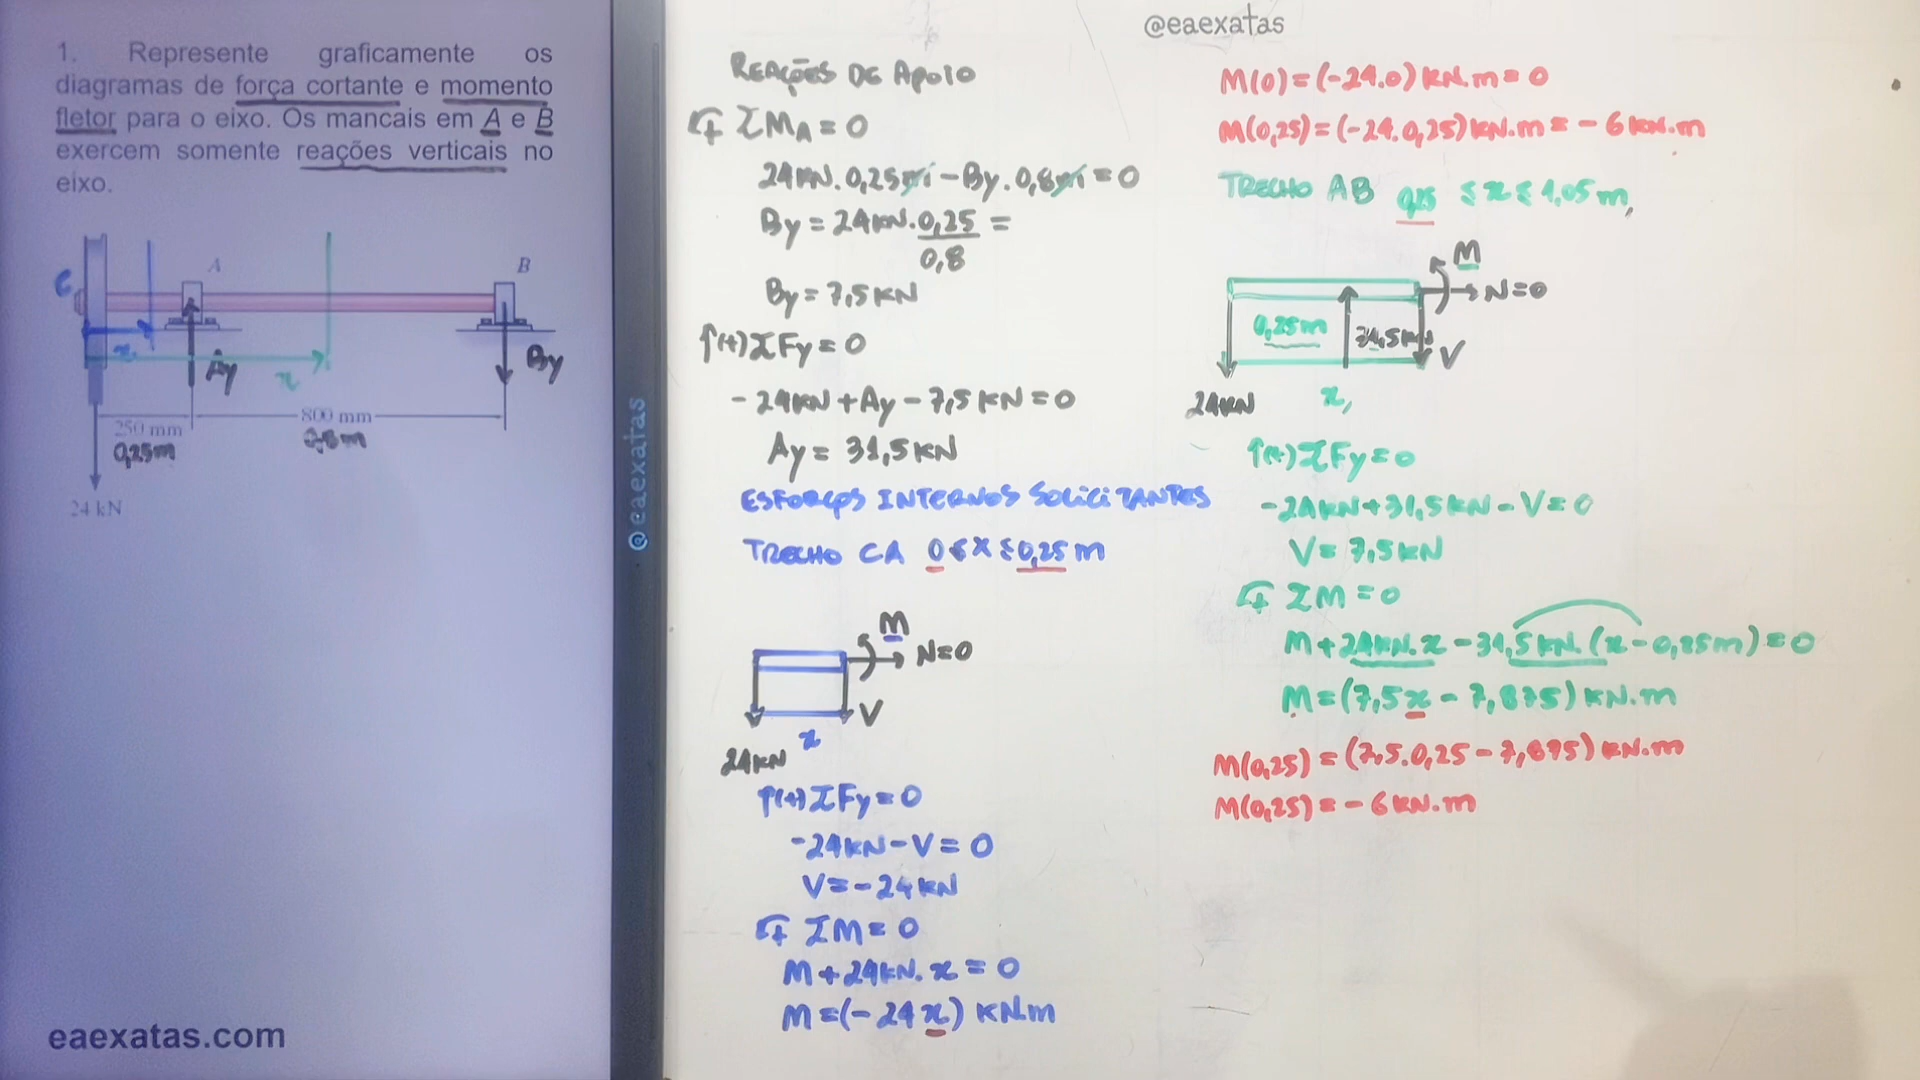 1. Represente graficamente os
diagramas de força cortante e momento
fletor para o eixo. Os mancais em A e B
exercem somente reações verticais no
eixo.
C
A
B
x
x
Ay
By
250 mm
0,25m
800 mm
0,8m
24 kN
eaexatas.com
@eaexatas
@eaexatas
REAÇÕES DE APOIO
ΣMA = 0
24kN.0,25m - By.0,8m = 0
By = 24kN.0,25 =
0,8
By = 7,5kN
↑(+)ΣFy = 0
-24kN + Ay - 7,5kN = 0
Ay = 31,5kN
ESFORÇOS INTERNOS SOLICITANTES
TRECHO CA 0 ≤ x ≤ 0,25m
M
N=0
V
x
24kN
↑(+)ΣFy = 0
-24kN - V = 0
V = -24kN
ΣM = 0
M + 24kN.x = 0
M = (-24x) kN.m
M(0) = (-24.0) kN.m = 0
M(0,25) = (-24.0,25) kN.m = -6kN.m
TRECHO AB 0,25 ≤ x ≤ 1,05m
M
N=0
0,25m
31,5kN
V
24kN
x
↑(+)ΣFy = 0
-24kN + 31,5kN - V = 0
V = 7,5kN
ΣM = 0
M + 24kN.x - 31,5kN.(x - 0,25m) = 0
M = (7,5x - 7,875) kN.m
M(0,25) = (7,5.0,25 - 7,875) kN.m
M(0,25) = -6kN.m